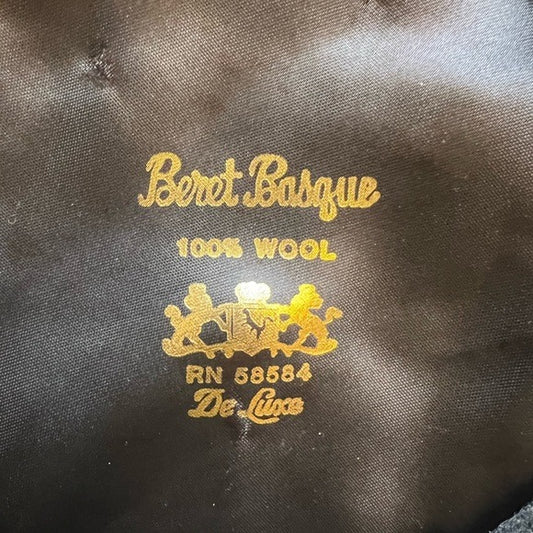 Beret Basque
100% WOOL
RN 58584
De Luxe